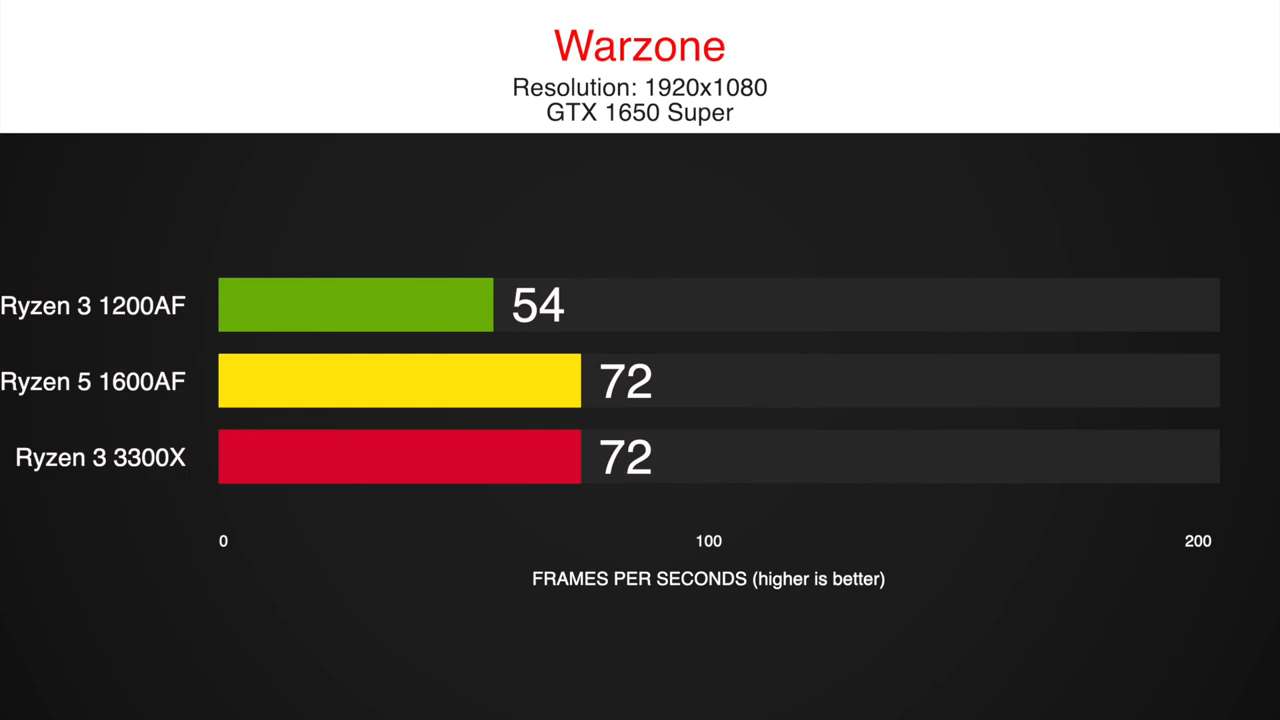 Warzone
Resolution: 1920x1080
GTX 1650 Super
Ryzen 3 1200AF 54
Ryzen 5 1600AF 72
Ryzen 3 3300X 72
0 100 200
FRAMES PER SECONDS (higher is better)